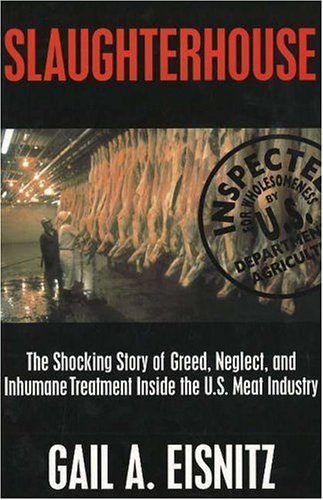 SLAUGHTERHOUSE
INSPECTED
FOR WHOLESOMENESS
BY
U.S.
DEPARTMENT
AGRICULT
The Shocking Story of Greed, Neglect, and
Inhumane Treatment Inside the U.S. Meat Industry
GAIL A. EISNITZ